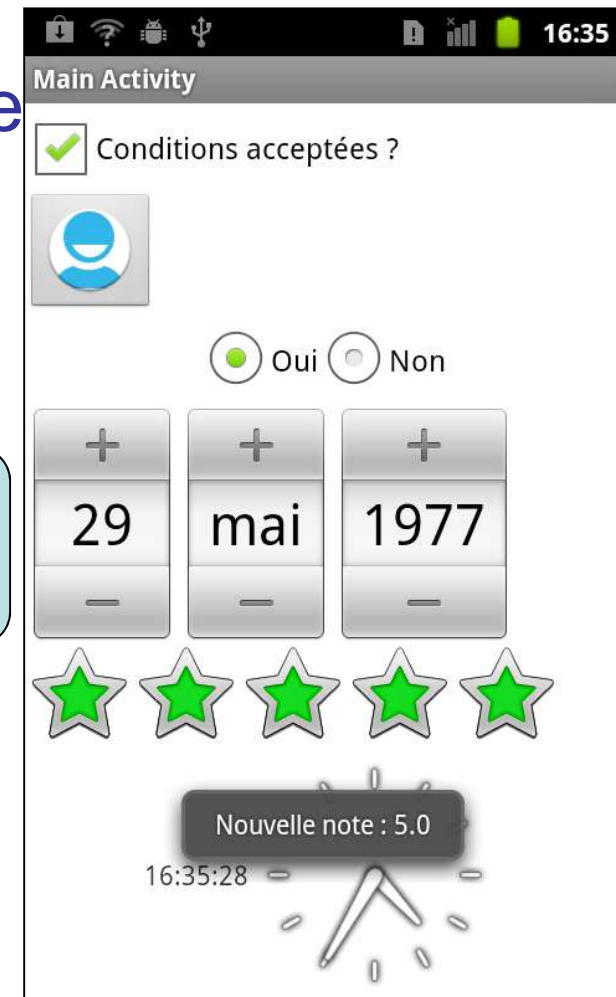 16:35
Main Activity
e
Conditions acceptées ?
Oui Non
+ + +
29 mai 1977
− − −
Nouvelle note : 5.0
16:35:28